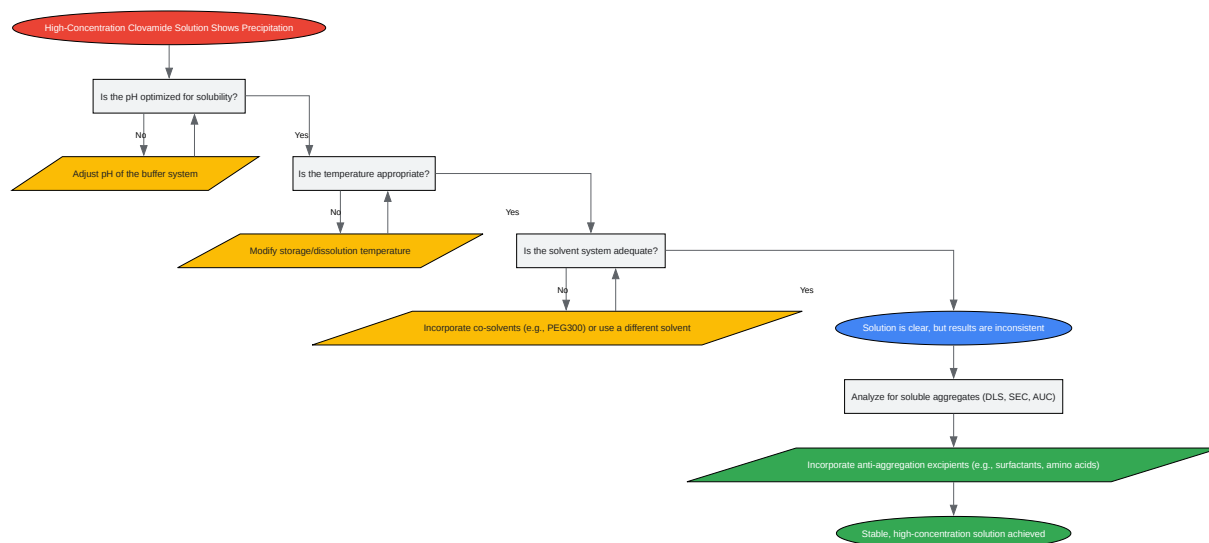 High-Concentration Clovamide Solution Shows Precipitation
Is the pH optimized for solubility?
No
Yes
Adjust pH of the buffer system
Is the temperature appropriate?
No
Yes
Modify storage/dissolution temperature
Is the solvent system adequate?
No
Yes
Incorporate co-solvents (e.g., PEG300) or use a different solvent
Solution is clear, but results are inconsistent
Analyze for soluble aggregates (DLS, SEC, AUC)
Incorporate anti-aggregation excipients (e.g., surfactants, amino acids)
Stable, high-concentration solution achieved